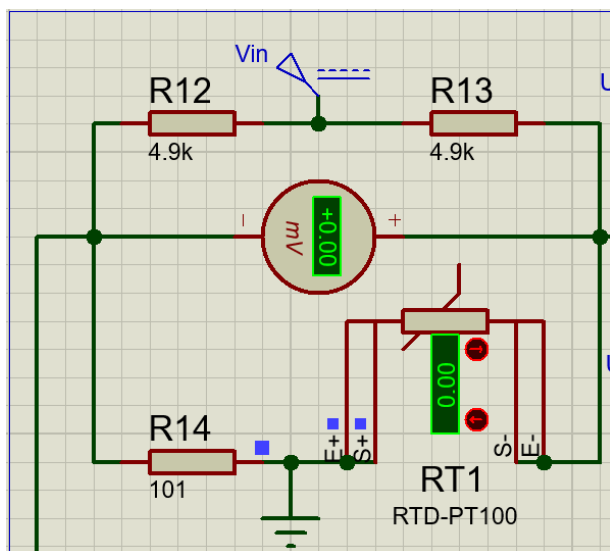 Vin
U
R12
R13
4.9k
4.9k
− +
+0.00
mV
0.00
U
R14
E+
S+
S-
E-
101
RT1
RTD-PT100